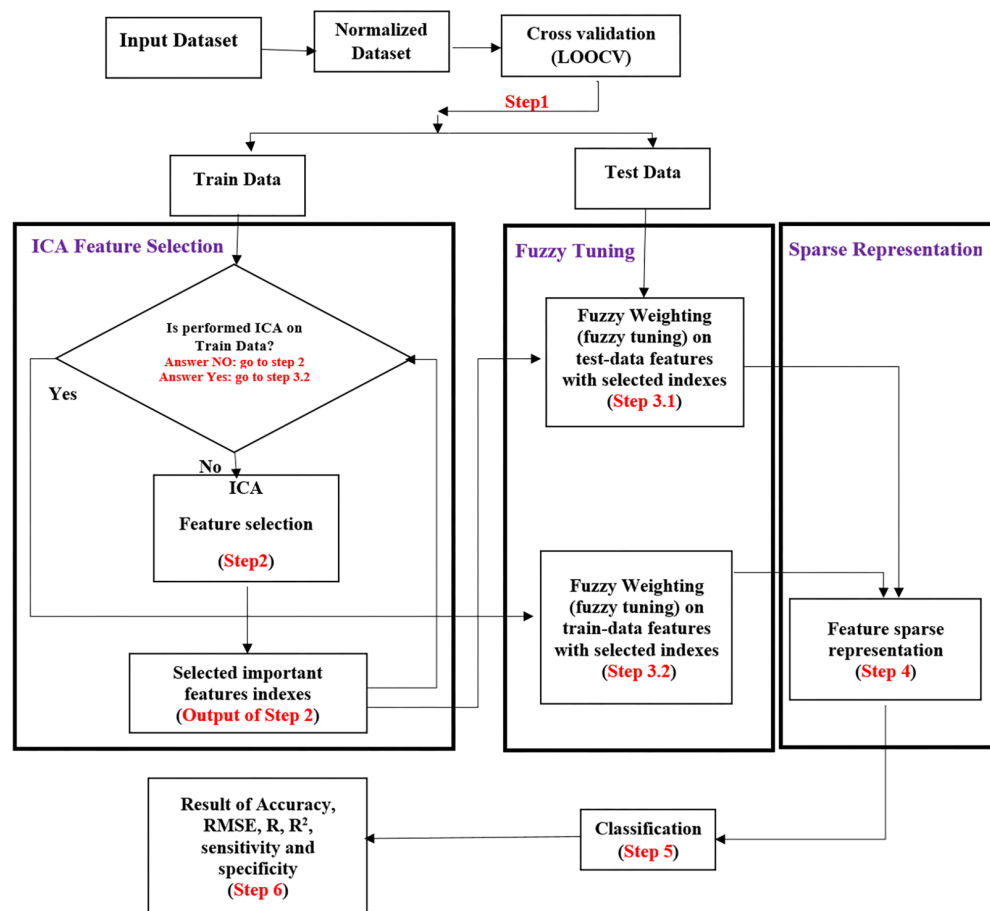 Input Dataset
Normalized
Dataset
Cross validation
(LOOCV)
Step1
Train Data
Test Data
ICA Feature Selection
Is performed ICA on
Train Data?
Answer NO: go to step 2
Answer Yes: go to step 3.2
Yes
No
ICA
Feature selection
(Step2)
Selected important
features indexes
(Output of Step 2)
Fuzzy Tuning
Fuzzy Weighting
(fuzzy tuning) on
test-data features
with selected indexes
(Step 3.1)
Fuzzy Weighting
(fuzzy tuning) on
train-data features
with selected indexes
(Step 3.2)
Sparse Representation
Feature sparse
representation
(Step 4)
Classification
(Step 5)
Result of Accuracy,
RMSE, R, R²,
sensitivity and
specificity
(Step 6)